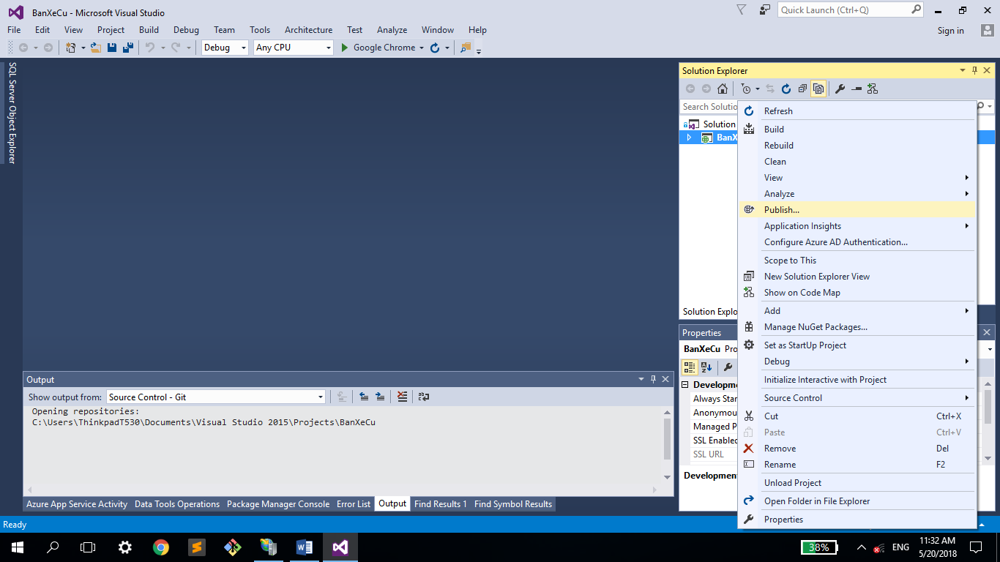 BanXeCu - Microsoft Visual Studio
Quick Launch (Ctrl+Q)
File Edit View Project Build Debug Team Tools Architecture Test Analyze Window Help
Sign in
Debug Any CPU Google Chrome
SQL Server Object Explorer
Solution Explorer
Search Solutio
Solution
BanX
Refresh
Build
Rebuild
Clean
View
Analyze
Publish...
Application Insights
Configure Azure AD Authentication...
Scope to This
New Solution Explorer View
Show on Code Map
Add
Manage NuGet Packages...
Set as StartUp Project
Debug
Initialize Interactive with Project
Source Control
Cut Ctrl+X
Paste Ctrl+V
Remove Del
Rename F2
Unload Project
Open Folder in File Explorer
Properties
Solution Explo
Properties
BanXeCu Pro
Developme
Always Star
Anonymou
Managed P
SSL Enabled
SSL URL
Developmen
Output
Show output from: Source Control - Git
Opening repositories:
C:\Users\ThinkpadT530\Documents\Visual Studio 2015\Projects\BanXeCu
Azure App Service Activity Data Tools Operations Package Manager Console Error List Output Find Results 1 Find Symbol Results
Ready
38%
ENG
11:32 AM
5/20/2018